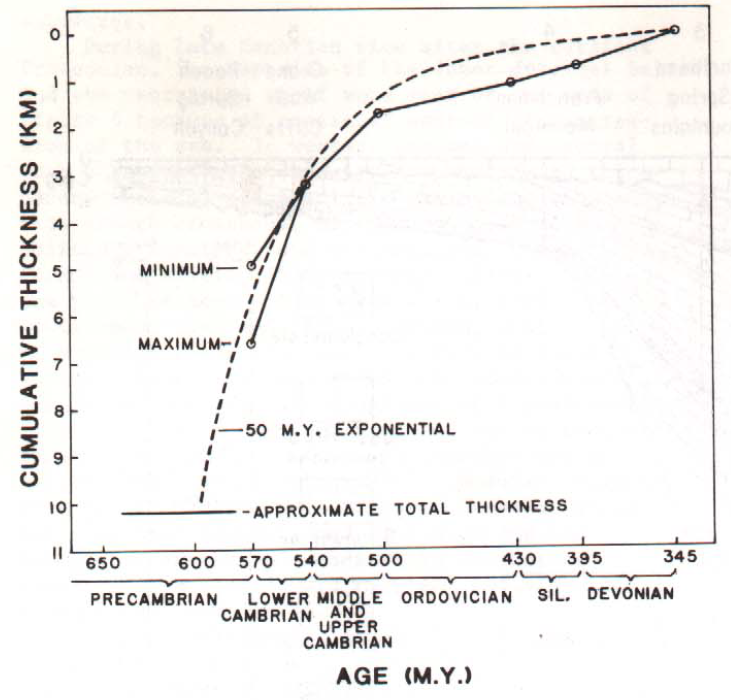 0
1
2
3
4
5
6
7
8
9
10
11
CUMULATIVE THICKNESS (KM)
MINIMUM
MAXIMUM
50 M.Y. EXPONENTIAL
APPROXIMATE TOTAL THICKNESS
650 600 570 540 500 430 395 345
PRECAMBRIAN LOWER CAMBRIAN MIDDLE AND UPPER CAMBRIAN ORDOVICIAN SIL. DEVONIAN
AGE (M.Y.)